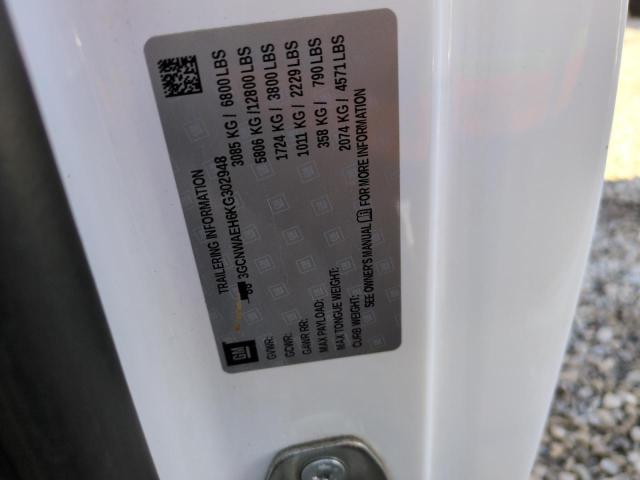 TRAILERING INFORMATION
3GCNWAEH6KG302948
GM
GVWR: 3085 KG / 6800 LBS
GCWR: 5806 KG / 12800 LBS
GAWR RR: 1724 KG / 3800 LBS
MAX PAYLOAD: 1011 KG / 2229 LBS
MAX TONGUE WEIGHT: 358 KG / 790 LBS
CURB WEIGHT: 2074 KG / 4571 LBS
SEE OWNER'S MANUAL FOR MORE INFORMATION